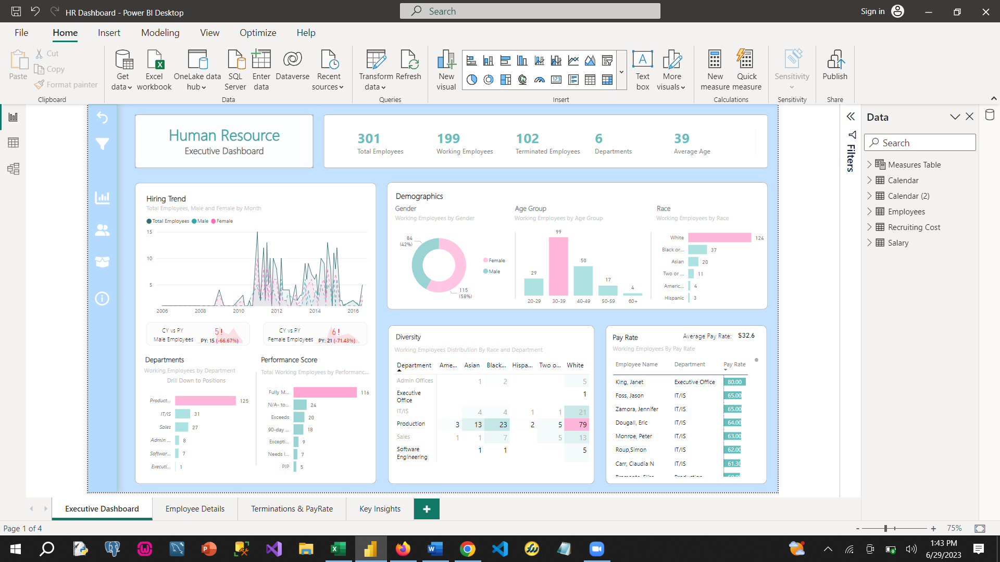 HR Dashboard - Power BI Desktop
Search
Sign in
File Home Insert Modeling View Optimize Help
Paste
Cut
Copy
Format painter
Clipboard
Get data
Excel workbook
OneLake data hub
SQL Server
Enter data
Dataverse
Recent sources
Data
Transform data
Refresh
Queries
New visual
Text box
More visuals
Insert
New measure
Quick measure
Calculations
Sensitivity
Sensitivity
Publish
Share
Human Resource
Executive Dashboard
301 199 102 6 39
Total Employees Working Employees Terminated Employees Departments Average Age
Hiring Trend
Total Employees, Male and Female by Month
Total Employees Male Female
15
10
5
2006 2008 2010 2012 2014 2016
CY vs PY
Male Employees
5!
PY: 15 (-66.67%)
CY vs PY
Female Employees
6!
PY: 21 (-71.43%)
Departments
Working Employees by Department
Drill Down to Positions
Product... 125
IT/IS 31
Sales 27
Admin ... 8
Softwar... 7
Executi... 1
Performance Score
Total Working Employees by Performanc...
Fully M... 116
N/A- to... 24
Exceeds 20
90-day ... 18
Excepti... 9
Needs I... 7
PIP 5
Demographics
Gender
Working Employees by Gender
84
(42%)
115
(58%)
Female
Male
Age Group
Working Employees by Age Group
29 99 50 17 4
20-29 30-39 40-49 50-59 60+
Race
Working Employees by Race
White 124
Black or... 37
Asian 20
Two or ... 11
Americ... 4
Hispanic 3
Diversity
Working Employees Distribution By Race and Department
Department Ame... Asian Black... Hispa... Two o... White
Admin Offices 1 2 5
Executive Office 1
IT/IS 4 4 1 1 21
Production 3 13 23 2 5 79
Sales 1 1 7 5 13
Software Engineering 1 1 5
Pay Rate
Average Pay Rate: $32.6
Working Employees By Pay Rate
Employee Name Department Pay Rate
King, Janet Executive Office 80.00
Foss, Jason IT/IS 65.00
Zamora, Jennifer IT/IS 65.00
Dougall, Eric IT/IS 64.00
Monroe, Peter IT/IS 63.00
Roup,Simon IT/IS 62.00
Carr, Claudia N IT/IS 61.30
Filters
Data
Search
Measures Table
Calendar
Calendar (2)
Employees
Recruiting Cost
Salary
Executive Dashboard Employee Details Terminations & PayRate Key Insights
Page 1 of 4
75%
1:43 PM
6/29/2023